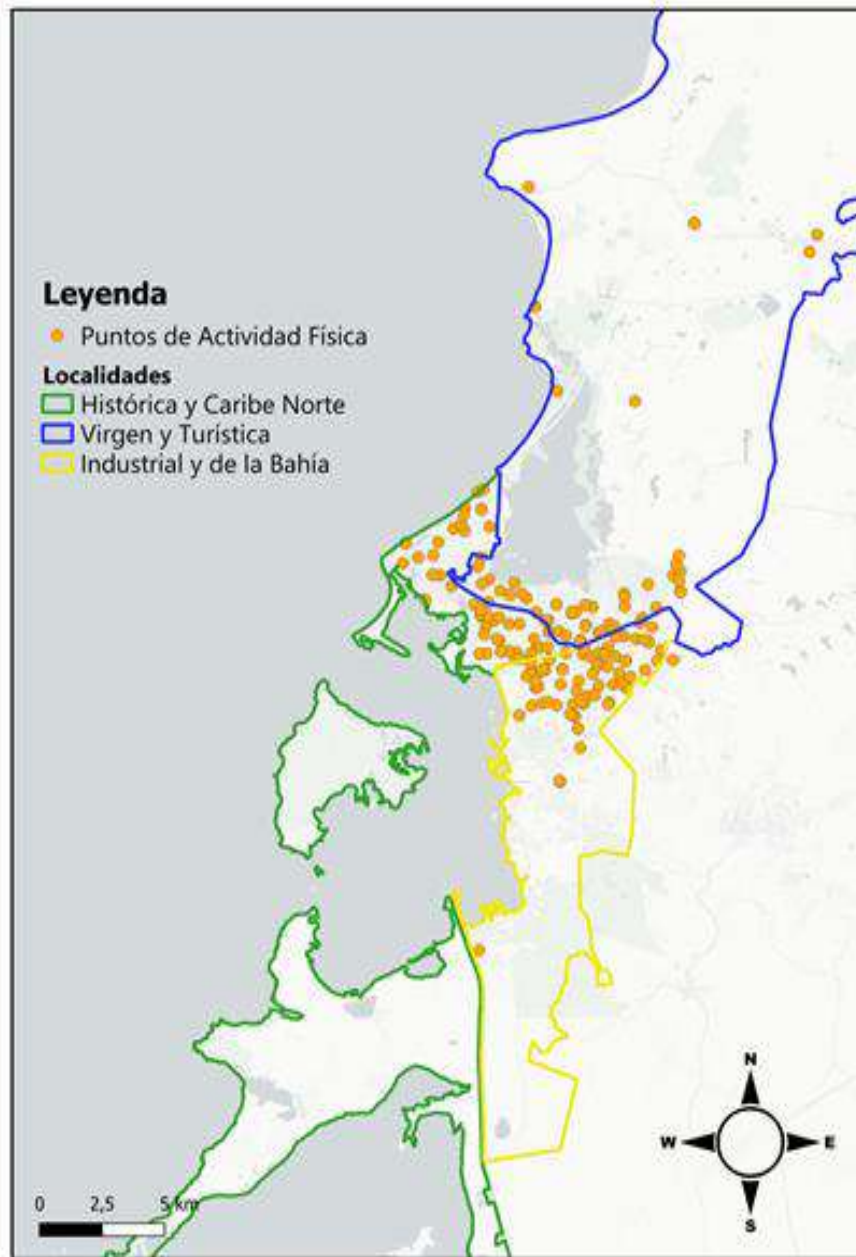 Leyenda
Puntos de Actividad Física
Localidades
Histórica y Caribe Norte
Virgen y Turística
Industrial y de la Bahía
N
W E
S
0 2,5 5 km